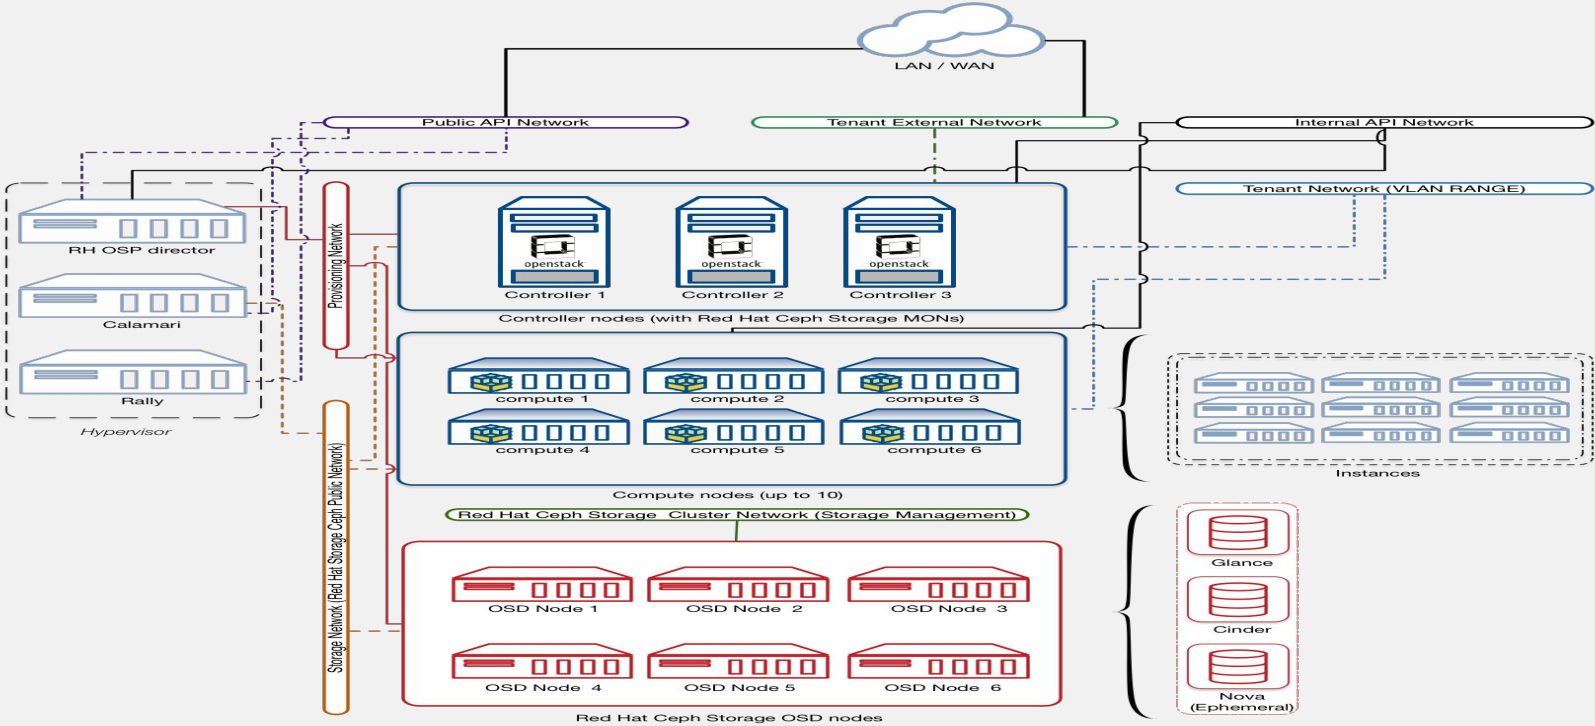 LAN / WAN
Public API Network
Tenant External Network
Internal API Network
Tenant Network (VLAN RANGE)
RH OSP director
Calamari
Rally
Hypervisor
Provisioning Network
openstack
openstack
openstack
Controller 1
Controller 2
Controller 3
Controller nodes (with Red Hat Ceph Storage MONs)
compute 1
compute 2
compute 3
compute 4
compute 5
compute 6
Compute nodes (up to 10)
Instances
Storage Network (Red Hat Storage Ceph Public Network)
Red Hat Ceph Storage Cluster Network (Storage Management)
OSD Node 1
OSD Node 2
OSD Node 3
OSD Node 4
OSD Node 5
OSD Node 6
Red Hat Ceph Storage OSD nodes
Glance
Cinder
Nova
(Ephemeral)